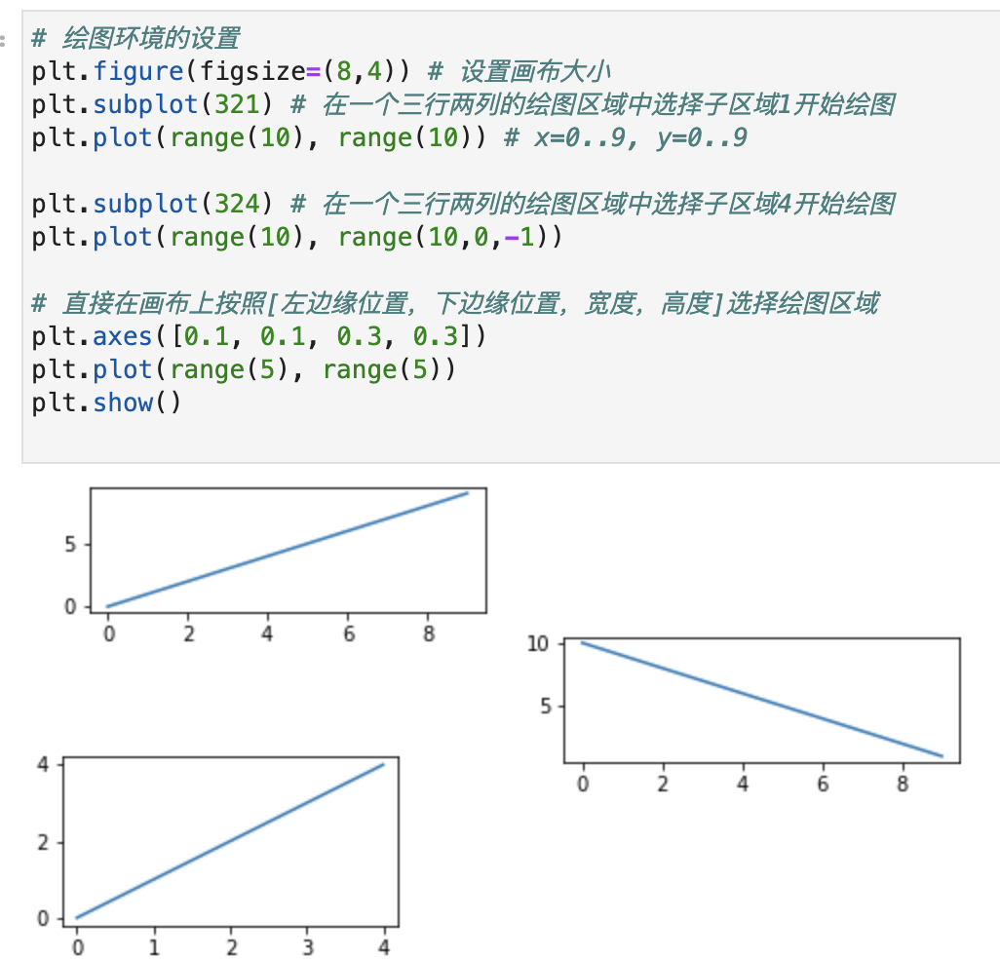 # 绘图环境的设置
plt.figure(figsize=(8,4)) # 设置画布大小
plt.subplot(321) # 在一个三行两列的绘图区域中选择子区域1开始绘图
plt.plot(range(10), range(10)) # x=0..9, y=0..9
plt.subplot(324) # 在一个三行两列的绘图区域中选择子区域4开始绘图
plt.plot(range(10), range(10,0,-1))
# 直接在画布上按照[左边缘位置，下边缘位置，宽度，高度]选择绘图区域
plt.axes([0.1, 0.1, 0.3, 0.3])
plt.plot(range(5), range(5))
plt.show()
5
0
0 2 4 6 8
10
5
0 2 4 6 8
4
2
0
0 1 2 3 4